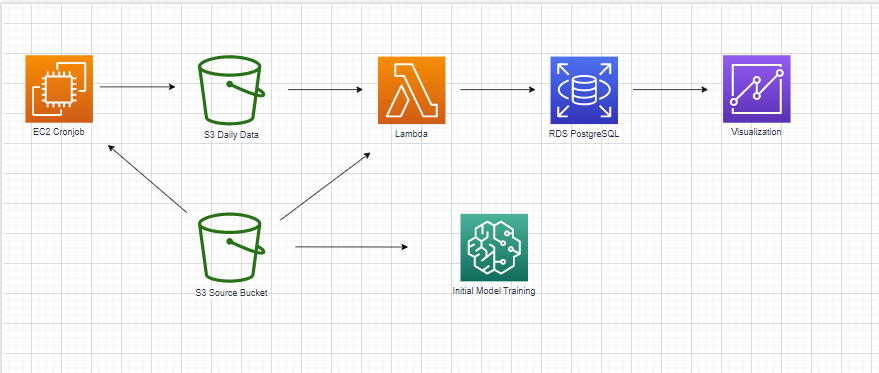 EC2 Cronjob
S3 Daily Data
Lambda
RDS PostgreSQL
Visualization
S3 Source Bucket
Initial Model Training